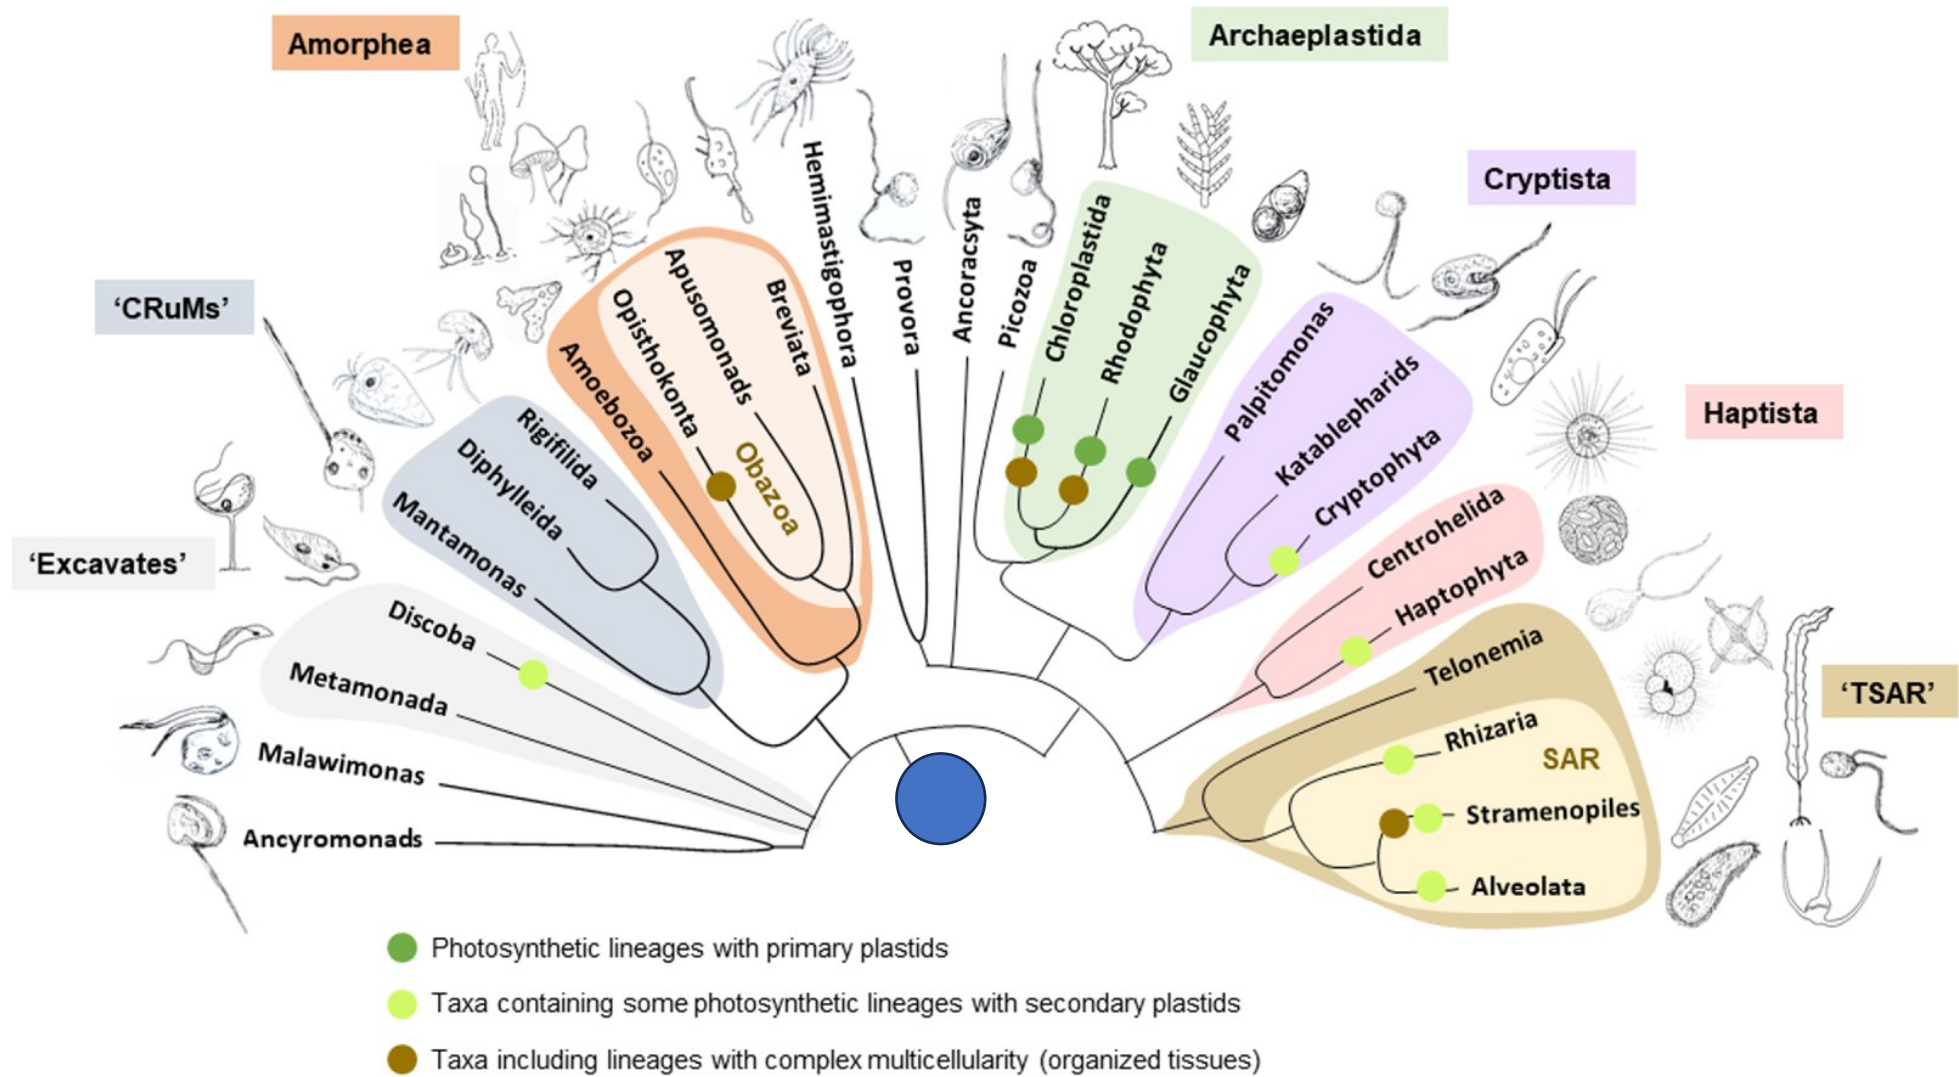 Amorphea
Archaeplastida
Cryptista
‘CRuMs’
Haptista
‘Excavates’
‘TSAR’
Hemimastigophora
Provora
Ancoracsyta
Picozoa
Chloroplastida
Rhodophyta
Glaucophyta
Palpitomonas
Katablepharids
Cryptophyta
Centrohelida
Haptophyta
Telonemia
Rhizaria
SAR
Stramenopiles
Alveolata
Breviata
Apusomonads
Opisthokonta
Obazoa
Amoebozoa
Rigifilida
Diphylleida
Mantamonas
Discoba
Metamonada
Malawimonas
Ancyromonads
Photosynthetic lineages with primary plastids
Taxa containing some photosynthetic lineages with secondary plastids
Taxa including lineages with complex multicellularity (organized tissues)